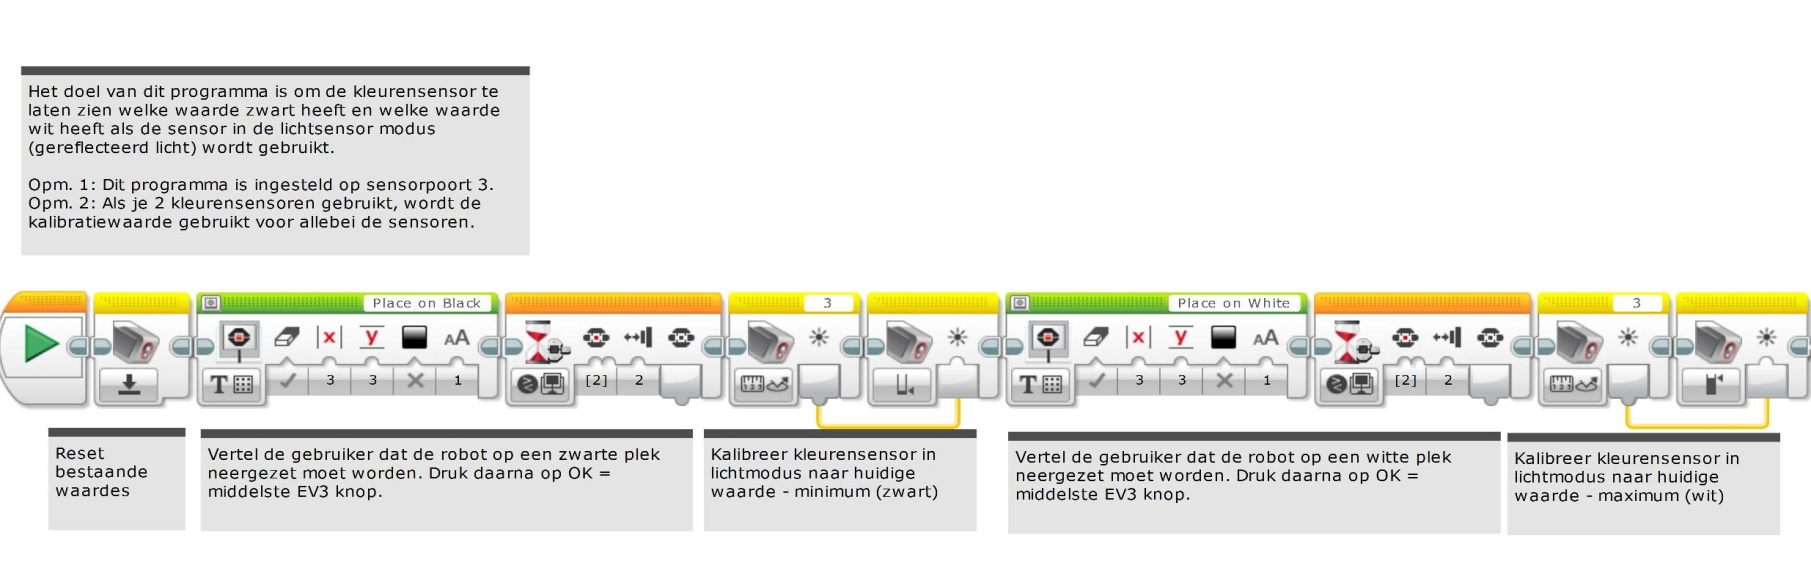 Het doel van dit programma is om de kleurensensor te
laten zien welke waarde zwart heeft en welke waarde
wit heeft als de sensor in de lichtsensor modus
(gereflecteerd licht) wordt gebruikt.
Opm. 1: Dit programma is ingesteld op sensorpoort 3.
Opm. 2: Als je 2 kleurensensoren gebruikt, wordt de
kalibratiewaarde gebruikt voor allebei de sensoren.
Place on Black
3
Place on White
3
x y AA
x y AA
T 3 3 1
[2] 2
T 3 3 1
[2] 2
Reset
bestaande
waardes
Vertel de gebruiker dat de robot op een zwarte plek
neergezet moet worden. Druk daarna op OK =
middelste EV3 knop.
Kalibreer kleurensensor in
lichtmodus naar huidige
waarde - minimum (zwart)
Vertel de gebruiker dat de robot op een witte plek
neergezet moet worden. Druk daarna op OK =
middelste EV3 knop.
Kalibreer kleurensensor in
lichtmodus naar huidige
waarde - maximum (wit)